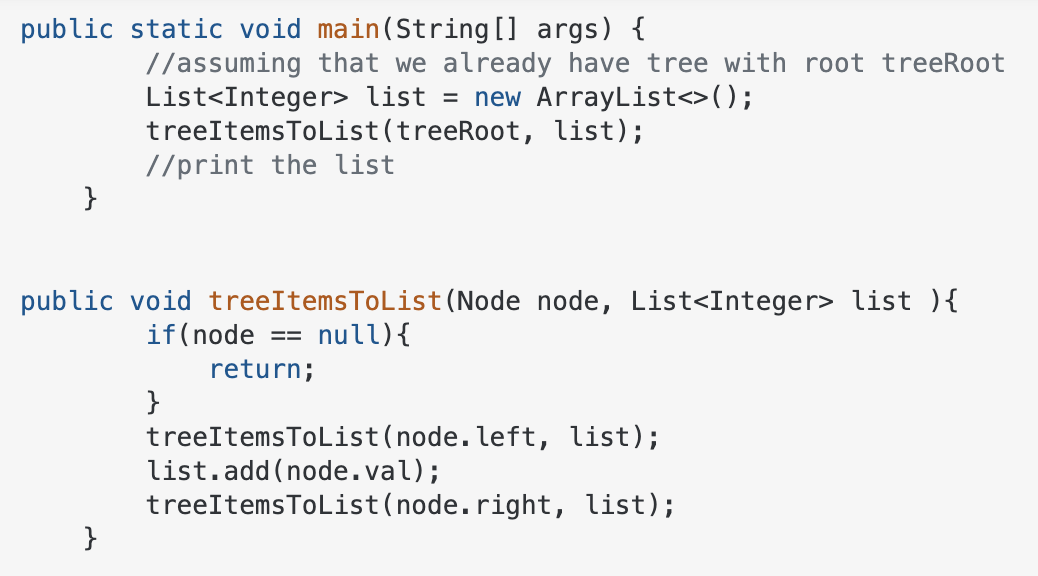 public static void main(String[] args) {
        //assuming that we already have tree with root treeRoot
        List<Integer> list = new ArrayList<>();
        treeItemsToList(treeRoot, list);
        //print the list
    }
public void treeItemsToList(Node node, List<Integer> list ){
        if(node == null){
            return;
        }
        treeItemsToList(node.left, list);
        list.add(node.val);
        treeItemsToList(node.right, list);
    }